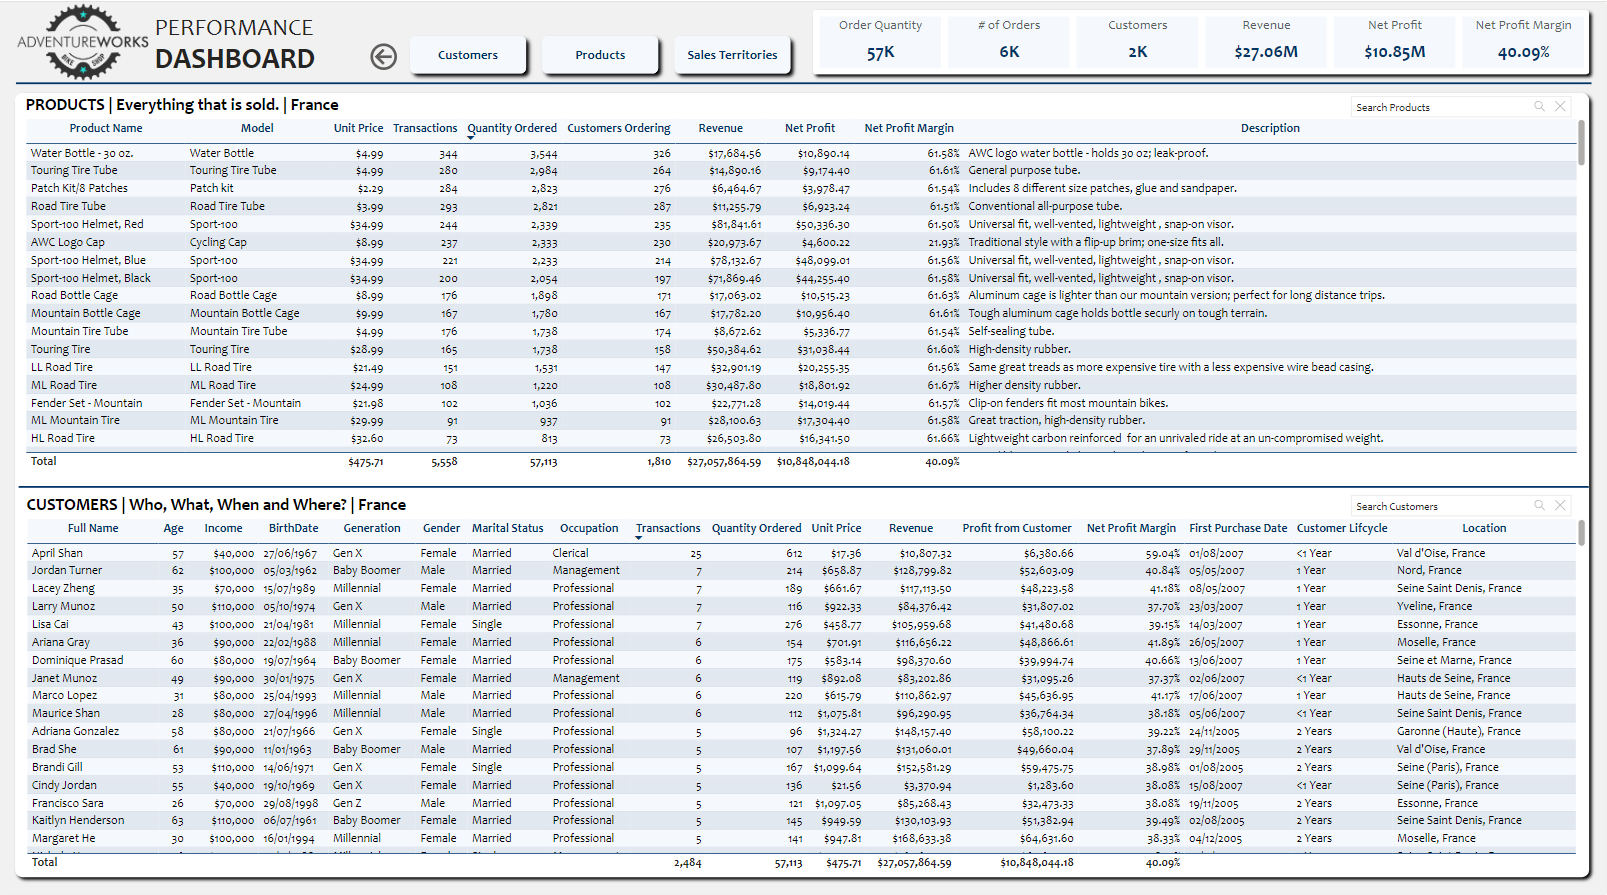 ADVENTUREWORKS
BIKE SHOP
PERFORMANCE
DASHBOARD
Customers
Products
Sales Territories
Order Quantity
57K
# of Orders
6K
Customers
2K
Revenue
$27.06M
Net Profit
$10.85M
Net Profit Margin
40.09%
PRODUCTS | Everything that is sold. | France
Search Products
Product Name Model Unit Price Transactions Quantity Ordered Customers Ordering Revenue Net Profit Net Profit Margin Description
Water Bottle - 30 oz. Water Bottle $4.99 344 3,544 326 $17,684.56 $10,890.14 61.58% AWC logo water bottle - holds 30 oz; leak-proof.
Touring Tire Tube Touring Tire Tube $4.99 280 2,984 264 $14,890.16 $9,174.40 61.61% General purpose tube.
Patch Kit/8 Patches Patch kit $2.29 284 2,823 276 $6,464.67 $3,978.47 61.54% Includes 8 different size patches, glue and sandpaper.
Road Tire Tube Road Tire Tube $3.99 293 2,821 287 $11,255.79 $6,923.24 61.51% Conventional all-purpose tube.
Sport-100 Helmet, Red Sport-100 $34.99 244 2,339 235 $81,841.61 $50,336.30 61.50% Universal fit, well-vented, lightweight , snap-on visor.
AWC Logo Cap Cycling Cap $8.99 237 2,333 230 $20,973.67 $4,600.22 21.93% Traditional style with a flip-up brim; one-size fits all.
Sport-100 Helmet, Blue Sport-100 $34.99 221 2,233 214 $78,132.67 $48,099.01 61.56% Universal fit, well-vented, lightweight , snap-on visor.
Sport-100 Helmet, Black Sport-100 $34.99 200 2,054 197 $71,869.46 $44,255.40 61.58% Universal fit, well-vented, lightweight , snap-on visor.
Road Bottle Cage Road Bottle Cage $8.99 176 1,898 171 $17,063.02 $10,515.23 61.63% Aluminum cage is lighter than our mountain version; perfect for long distance trips.
Mountain Bottle Cage Mountain Bottle Cage $9.99 167 1,780 167 $17,782.20 $10,956.40 61.61% Tough aluminum cage holds bottle securly on tough terrain.
Mountain Tire Tube Mountain Tire Tube $4.99 176 1,738 174 $8,672.62 $5,336.77 61.54% Self-sealing tube.
Touring Tire Touring Tire $28.99 165 1,738 158 $50,384.62 $31,038.44 61.60% High-density rubber.
LL Road Tire LL Road Tire $21.49 151 1,531 147 $32,901.19 $20,255.35 61.56% Same great treads as more expensive tire with a less expensive wire bead casing.
ML Road Tire ML Road Tire $24.99 108 1,220 108 $30,487.80 $18,801.92 61.67% Higher density rubber.
Fender Set - Mountain Fender Set - Mountain $21.98 102 1,036 102 $22,771.28 $14,019.44 61.57% Clip-on fenders fit most mountain bikes.
ML Mountain Tire ML Mountain Tire $29.99 91 937 91 $28,100.63 $17,304.40 61.58% Great traction, high-density rubber.
HL Road Tire HL Road Tire $32.60 73 813 73 $26,503.80 $16,341.50 61.66% Lightweight carbon reinforced for an unrivaled ride at an un-compromised weight.
Total $475.71 5,558 57,113 1,810 $27,057,864.59 $10,848,044.18 40.09%
CUSTOMERS | Who, What, When and Where? | France
Search Customers
Full Name Age Income BirthDate Generation Gender Marital Status Occupation Transactions Quantity Ordered Unit Price Revenue Profit from Customer Net Profit Margin First Purchase Date Customer Lifcycle Location
April Shan 57 $40,000 27/06/1967 Gen X Female Married Clerical 25 612 $17.36 $10,807.32 $6,380.66 59.04% 01/08/2007 <1 Year Val d'Oise, France
Jordan Turner 62 $100,000 05/03/1962 Baby Boomer Male Married Management 7 214 $658.87 $128,799.82 $52,603.09 40.84% 05/05/2007 1 Year Nord, France
Lacey Zheng 35 $70,000 15/07/1989 Millennial Female Married Professional 7 189 $661.67 $117,113.50 $48,223.58 41.18% 08/05/2007 1 Year Seine Saint Denis, France
Larry Munoz 50 $110,000 05/10/1974 Gen X Male Married Professional 7 116 $922.33 $84,376.42 $31,807.02 37.70% 23/03/2007 1 Year Yveline, France
Lisa Cai 43 $100,000 21/04/1981 Millennial Female Single Professional 7 276 $458.77 $105,959.68 $41,480.68 39.15% 14/03/2007 1 Year Essonne, France
Ariana Gray 36 $90,000 22/02/1988 Millennial Female Married Professional 6 154 $701.91 $116,656.22 $48,866.61 41.89% 26/05/2007 1 Year Moselle, France
Dominique Prasad 60 $80,000 19/07/1964 Baby Boomer Female Married Professional 6 175 $583.14 $98,370.60 $39,994.74 40.66% 13/06/2007 1 Year Seine et Marne, France
Janet Munoz 49 $90,000 30/01/1975 Gen X Female Married Management 6 119 $892.08 $83,202.86 $31,095.26 37.37% 02/06/2007 <1 Year Hauts de Seine, France
Marco Lopez 31 $80,000 25/04/1993 Millennial Male Married Professional 6 220 $615.79 $110,862.97 $45,636.95 41.17% 17/06/2007 1 Year Hauts de Seine, France
Maurice Shan 28 $80,000 27/04/1996 Millennial Male Married Professional 6 112 $1,075.81 $96,290.95 $36,764.34 38.18% 05/06/2007 <1 Year Seine Saint Denis, France
Adriana Gonzalez 58 $80,000 21/07/1966 Gen X Female Single Professional 5 96 $1,324.27 $148,157.40 $58,100.22 39.22% 24/11/2005 2 Years Garonne (Haute), France
Brad She 61 $90,000 11/01/1963 Baby Boomer Male Married Professional 5 107 $1,197.56 $131,060.01 $49,660.04 37.89% 29/11/2005 2 Years Val d'Oise, France
Brandi Gill 53 $110,000 14/06/1971 Gen X Female Single Professional 5 167 $1,099.64 $152,581.29 $59,475.75 38.98% 01/08/2005 2 Years Seine (Paris), France
Cindy Jordan 55 $40,000 19/10/1969 Gen X Female Married Professional 5 136 $21.56 $3,370.94 $1,283.60 38.08% 15/08/2007 <1 Year Seine (Paris), France
Francisco Sara 26 $70,000 29/08/1998 Gen Z Male Married Professional 5 121 $1,097.05 $85,268.43 $32,473.33 38.08% 19/11/2005 2 Years Essonne, France
Kaitlyn Henderson 63 $110,000 06/07/1961 Baby Boomer Female Married Professional 5 145 $949.59 $130,103.93 $51,382.94 39.49% 02/08/2005 2 Years Seine Saint Denis, France
Margaret He 30 $100,000 16/01/1994 Millennial Female Married Professional 5 141 $947.81 $168,633.38 $64,631.60 38.33% 04/12/2005 2 Years Moselle, France
Total 2,484 57,113 $475.71 $27,057,864.59 $10,848,044.18 40.09%